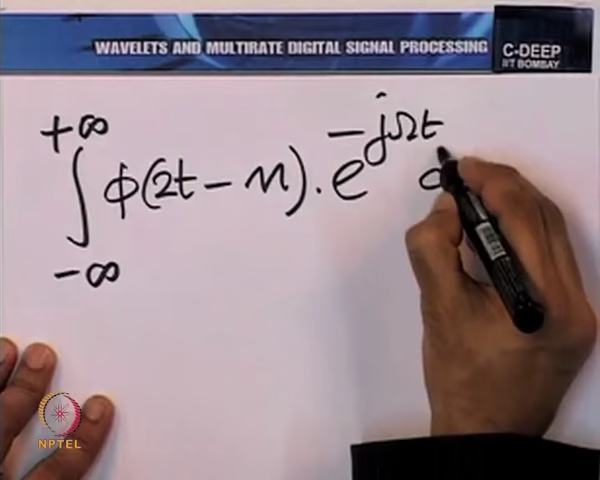 WAVELETS AND MULTIRATE DIGITAL SIGNAL PROCESSING
C-DEEP
IIT BOMBAY
+∞
∫ φ(2t − n) . e^{−jΩt}
−∞
NPTEL